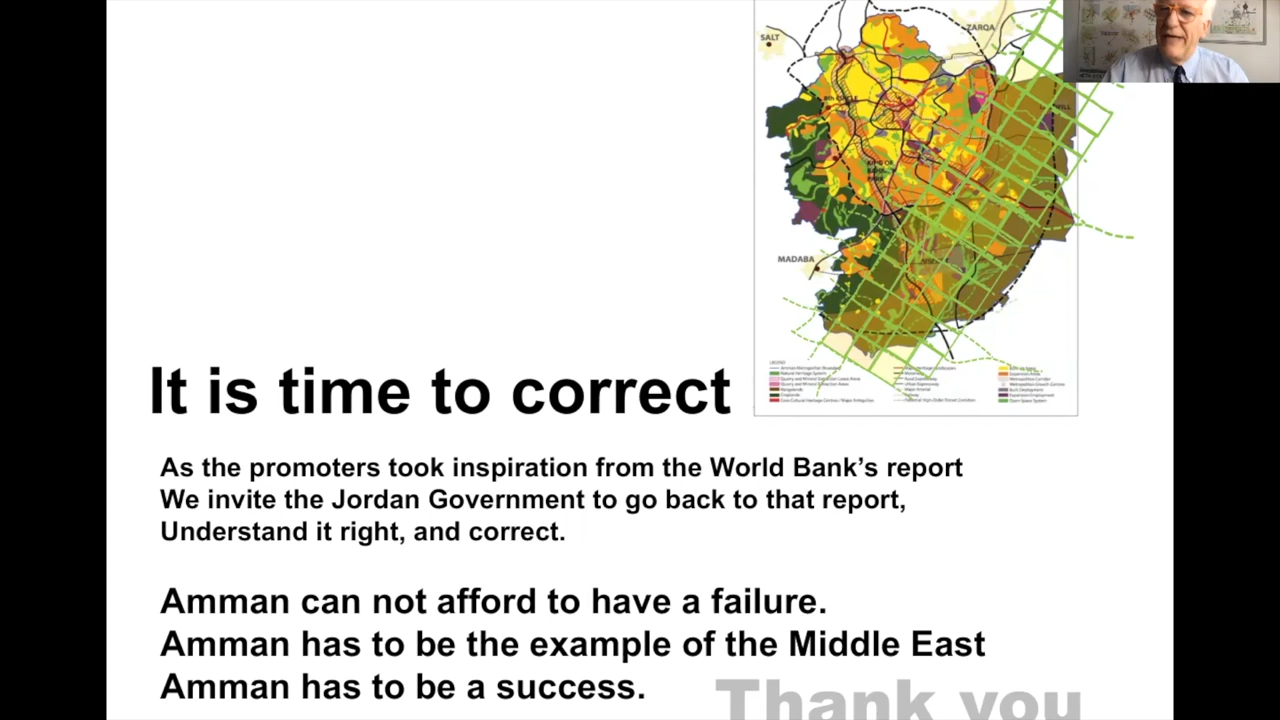 SALT
ZARQA
MADABA
It is time to correct
As the promoters took inspiration from the World Bank's report
We invite the Jordan Government to go back to that report,
Understand it right, and correct.
Amman can not afford to have a failure.
Amman has to be the example of the Middle East
Amman has to be a success.
Thank you